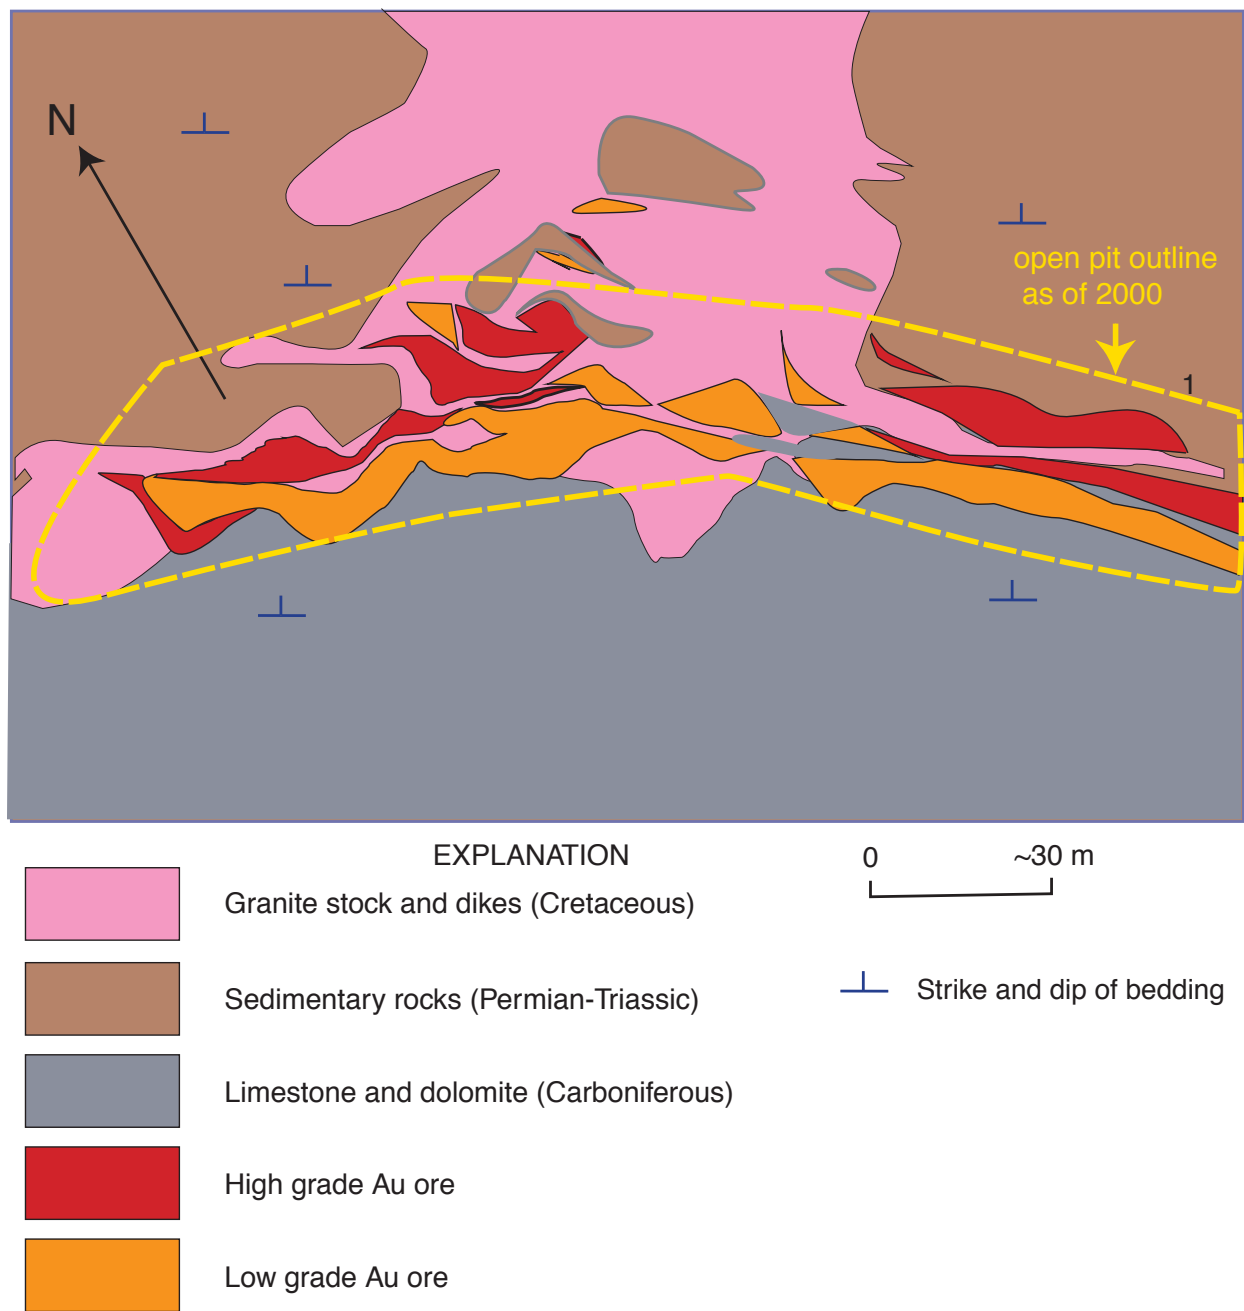 N
open pit outline
as of 2000
1
EXPLANATION
0 ~30 m
Granite stock and dikes (Cretaceous)
Sedimentary rocks (Permian-Triassic)
Strike and dip of bedding
Limestone and dolomite (Carboniferous)
High grade Au ore
Low grade Au ore